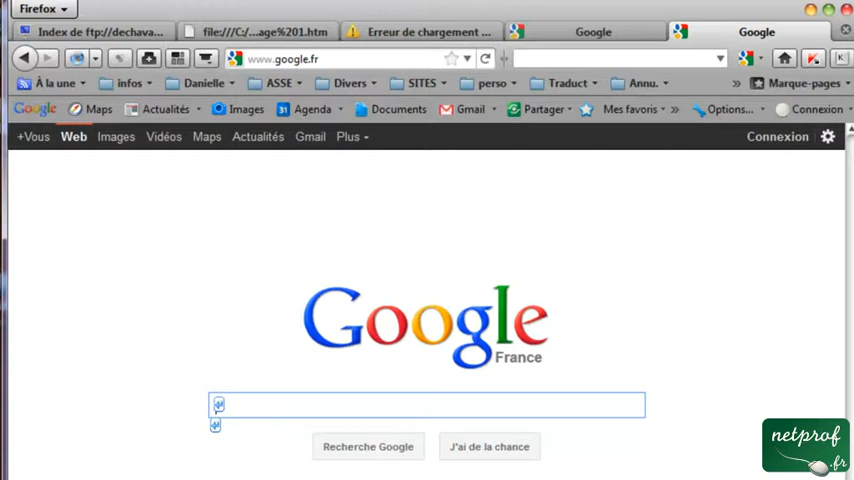 Firefox
Index de ftp://dechava...
file:///C:/...age%201.htm
Erreur de chargement ...
Google
Google
www.google.fr
À la une
infos
Danielle
ASSE
Divers
SITES
perso
Traduct
Annu.
»
Marque-pages
Google
Maps
Actualités
Images
31
Agenda
Documents
Gmail
Partager
Mes favoris
»
Options...
Connexion
+Vous Web Images Vidéos Maps Actualités Gmail Plus
Connexion
Google
France
Recherche Google
J'ai de la chance
netprof
.fr